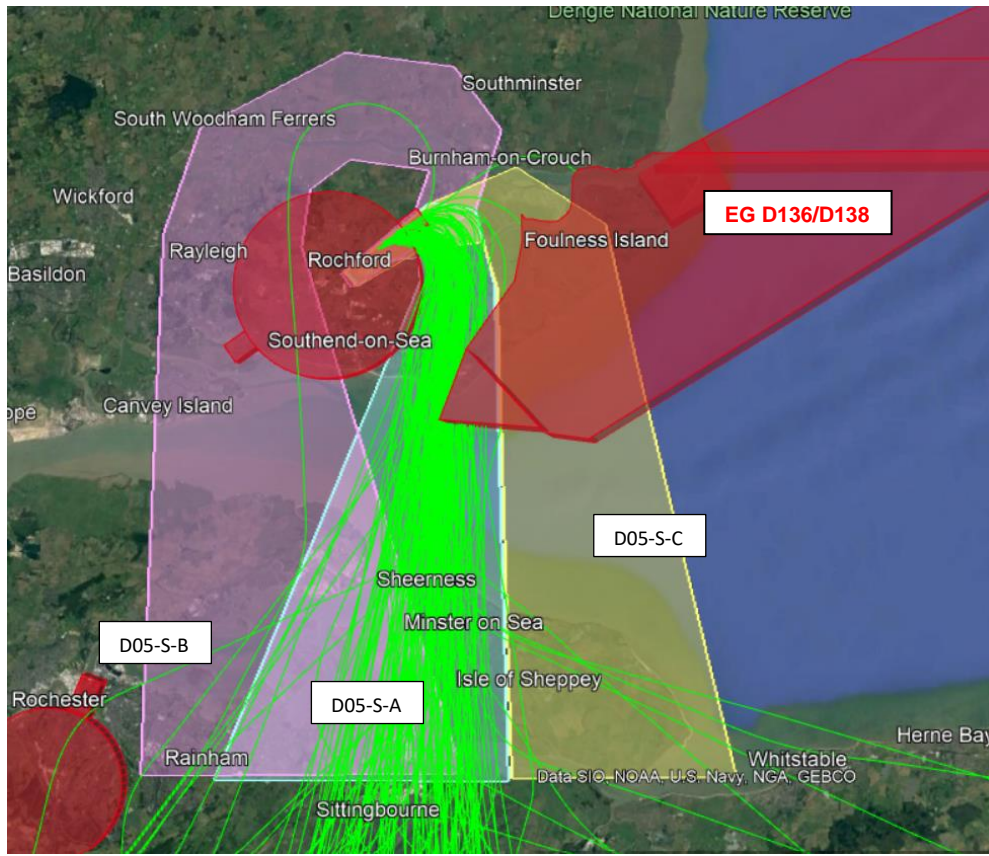 Dengie National Nature Reserve
Southminster
South Woodham Ferrers
Burnham-on-Crouch
Wickford
EG D136/D138
Foulness Island
Rayleigh
Rochford
Basildon
Southend-on-Sea
Canvey Island
ope
D05-S-C
Sheerness
Minster on Sea
D05-S-B
Isle of Sheppey
Rochester
D05-S-A
Herne Bay
Rainham
Whitstable
Data SIO, NOAA, U.S. Navy, NGA, GEBCO
Sittingbourne